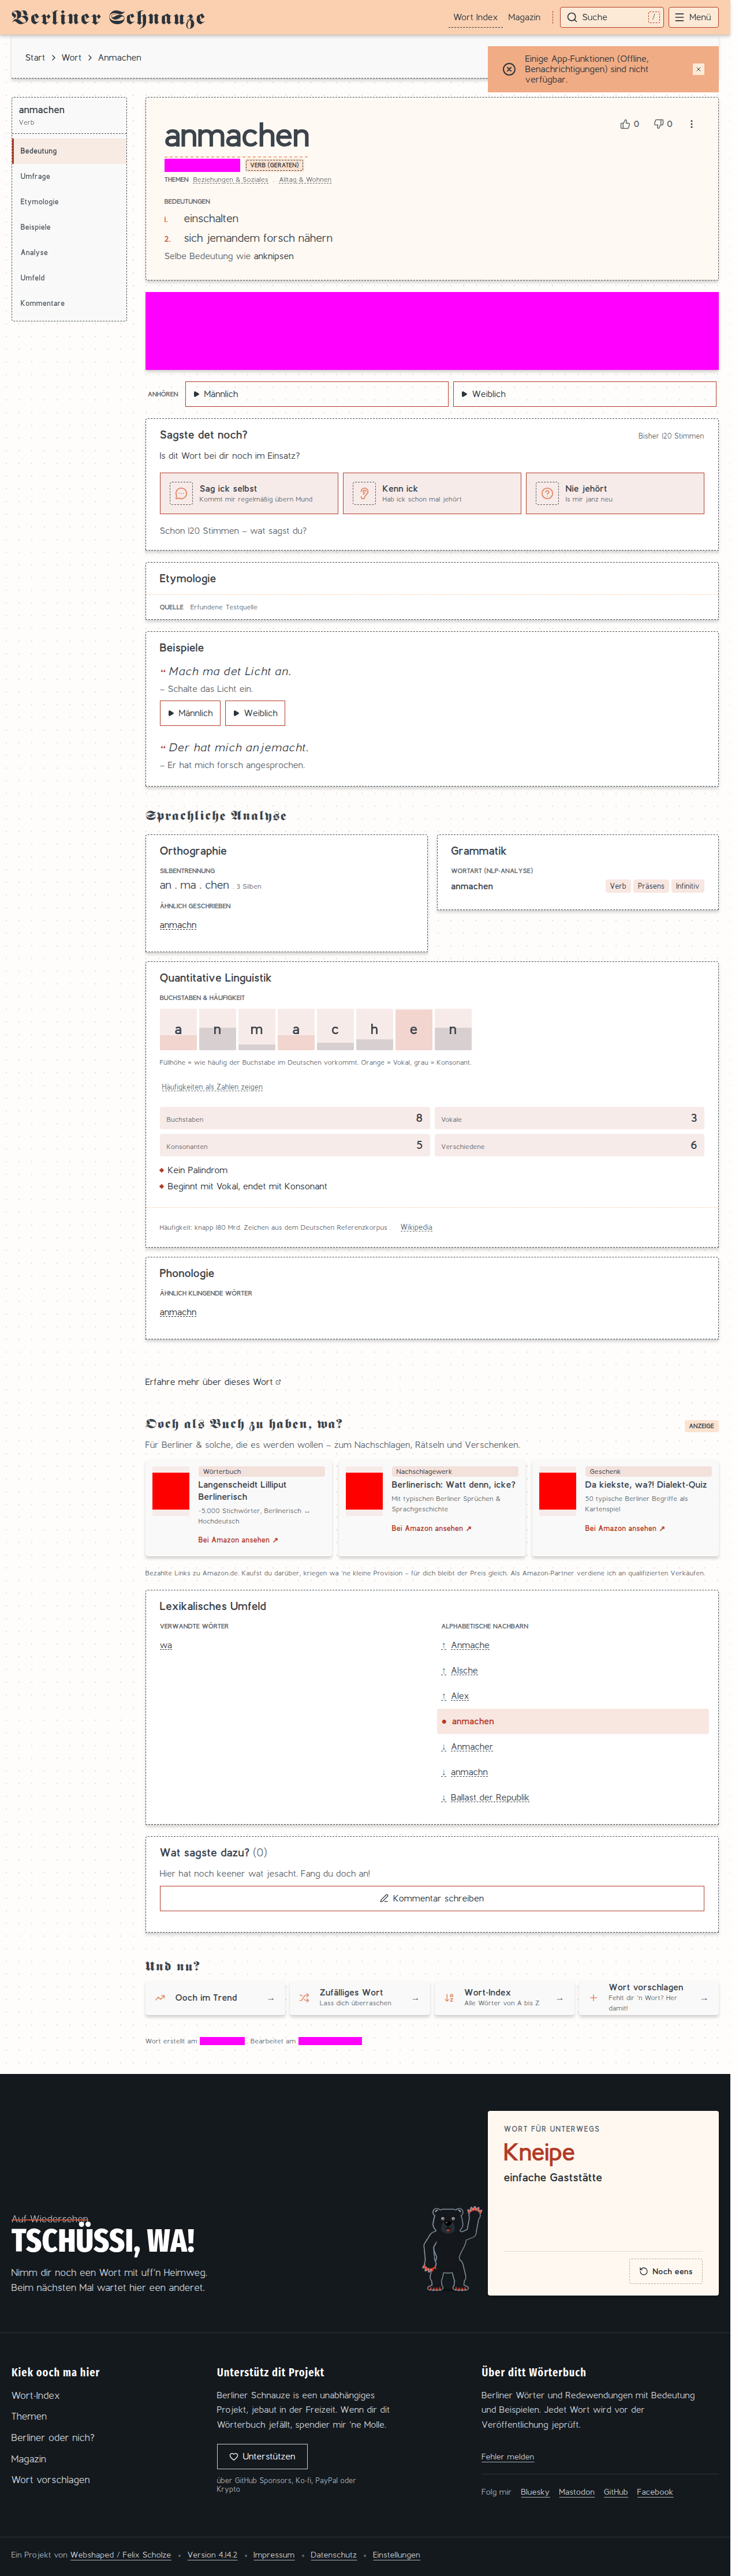 Berliner Schnauze
Wort Index Magazin
Suche /
Menü
Start > Wort > Anmachen
Einige App-Funktionen (Offline,
Benachrichtigungen) sind nicht
verfügbar.
anmachen
Verb
Bedeutung
Umfrage
Etymologie
Beispiele
Analyse
Umfeld
Kommentare
anmachen
0 0
VERB (GERATEN)
THEMEN Beziehungen & Soziales · Alltag & Wohnen
BEDEUTUNGEN
1. einschalten
2. sich jemandem forsch nähern
Selbe Bedeutung wie anknipsen
ANHÖREN Männlich Weiblich
Sagste det noch?
Bisher 120 Stimmen
Is dit Wort bei dir noch im Einsatz?
Sag ick selbst
Kommt mir regelmäßig übern Mund
Kenn ick
Hab ick schon mal jehört
Nie jehört
Is mir janz neu
Schon 120 Stimmen – wat sagst du?
Etymologie
QUELLE Erfundene Testquelle
Beispiele
Mach ma det Licht an.
– Schalte das Licht ein.
Männlich Weiblich
Der hat mich anjemacht.
– Er hat mich forsch angesprochen.
Sprachliche Analyse
Orthographie
SILBENTRENNUNG
an · ma · chen · 3 Silben
ÄHNLICH GESCHRIEBEN
anmachn
Grammatik
WORTART (NLP-ANALYSE)
anmachen Verb Präsens Infinitiv
Quantitative Linguistik
BUCHSTABEN & HÄUFIGKEIT
a n m a c h e n
Füllhöhe = wie häufig der Buchstabe im Deutschen vorkommt. Orange = Vokal, grau = Konsonant.
Häufigkeiten als Zahlen zeigen
Buchstaben 8
Vokale 3
Konsonanten 5
Verschiedene 6
Kein Palindrom
Beginnt mit Vokal, endet mit Konsonant
Häufigkeit: knapp 180 Mrd. Zeichen aus dem Deutschen Referenzkorpus · Wikipedia
Phonologie
ÄHNLICH KLINGENDE WÖRTER
anmachn
Erfahre mehr über dieses Wort
Ooch als Buch zu haben, wa?
ANZEIGE
Für Berliner & solche, die es werden wollen – zum Nachschlagen, Rätseln und Verschenken.
Wörterbuch
Langenscheidt Lilliput
Berlinerisch
~5.000 Stichwörter, Berlinerisch ↔
Hochdeutsch
Bei Amazon ansehen ↗
Nachschlagewerk
Berlinerisch: Watt denn, icke?
Mit typischen Berliner Sprüchen &
Sprachgeschichte
Bei Amazon ansehen ↗
Geschenk
Da kiekste, wa?! Dialekt-Quiz
50 typische Berliner Begriffe als
Kartenspiel
Bei Amazon ansehen ↗
Bezahlte Links zu Amazon.de. Kaufst du darüber, kriegen wa 'ne kleine Provision – für dich bleibt der Preis gleich. Als Amazon-Partner verdiene ich an qualifizierten Verkäufen.
Lexikalisches Umfeld
VERWANDTE WÖRTER
wa
ALPHABETISCHE NACHBARN
↑ Anmache
↑ Alsche
↑ Alex
anmachen
↓ Anmacher
↓ anmachn
↓ Ballast der Republik
Wat sagste dazu? (0)
Hier hat noch keener wat jesacht. Fang du doch an!
Kommentar schreiben
Und nu?
Ooch im Trend →
Zufälliges Wort
Lass dich überraschen →
Wort-Index
Alle Wörter von A bis Z →
Wort vorschlagen
Fehlt dir 'n Wort? Her
damit! →
Wort erstellt am
Bearbeitet am
WORT FÜR UNTERWEGS
Kneipe
einfache Gaststätte
Noch eens
Auf Wiedersehen
TSCHÜSSI, WA!
Nimm dir noch een Wort mit uff'n Heimweg.
Beim nächsten Mal wartet hier een anderet.
Kiek ooch ma hier
Wort-Index
Themen
Berliner oder nich?
Magazin
Wort vorschlagen
Unterstütz dit Projekt
Berliner Schnauze is een unabhängiges
Projekt, jebaut in der Freizeit. Wenn dir dit
Wörterbuch jefällt, spendier mir 'ne Molle.
Unterstützen
über GitHub Sponsors, Ko-fi, PayPal oder
Krypto
Über ditt Wörterbuch
Berliner Wörter und Redewendungen mit Bedeutung
und Beispielen. Jedet Wort wird vor der
Veröffentlichung jeprüft.
Fehler melden
Folg mir Bluesky Mastodon GitHub Facebook
Ein Projekt von Webshaped / Felix Scholze • Version 4.14.2 • Impressum • Datenschutz • Einstellungen